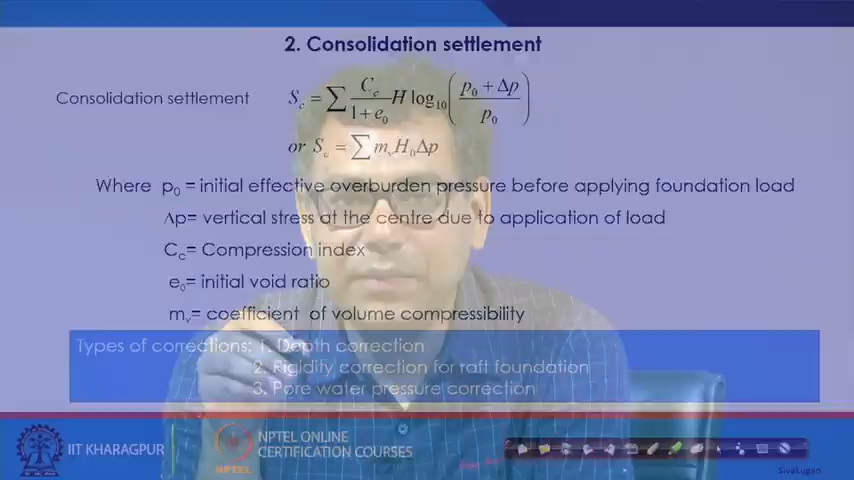 2. Consolidation settlement
Consolidation settlement S_c = ∑ C_c / (1 + e_0) H log_10 ( (p_0 + Δp) / p_0 )
or S_c = ∑ m_v H_0 Δp
Where p_0 = initial effective overburden pressure before applying foundation load
Δp= vertical stress at the centre due to application of load
C_c= Compression index
e_0= initial void ratio
m_v= coefficient of volume compressibility
Types of corrections: 1. Depth correction
2. Rigidity correction for raft foundation
3. Pore water pressure correction
IIT KHARAGPUR
NPTEL
NPTEL ONLINE
CERTIFICATION COURSES
Sivakugan